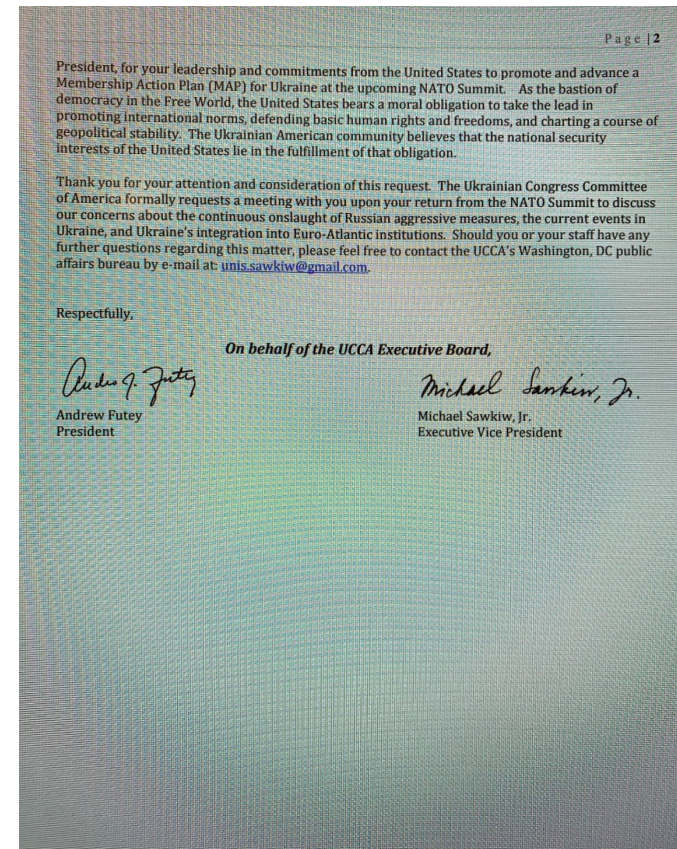 Page | 2
President, for your leadership and commitments from the United States to promote and advance a
Membership Action Plan (MAP) for Ukraine at the upcoming NATO Summit. As the bastion of
democracy in the Free World, the United States bears a moral obligation to take the lead in
promoting international norms, defending basic human rights and freedoms, and charting a course of
geopolitical stability. The Ukrainian American community believes that the national security
interests of the United States lie in the fulfillment of that obligation.
Thank you for your attention and consideration of this request. The Ukrainian Congress Committee
of America formally requests a meeting with you upon your return from the NATO Summit to discuss
our concerns about the continuous onslaught of Russian aggressive measures, the current events in
Ukraine, and Ukraine's integration into Euro-Atlantic institutions. Should you or your staff have any
further questions regarding this matter, please feel free to contact the UCCA's Washington, DC public
affairs bureau by e-mail at: unis.sawkiw@gmail.com.
Respectfully,
On behalf of the UCCA Executive Board,
Andrew J. Futey
Michael Sawkiw, Jr.
Andrew Futey
Michael Sawkiw, Jr.
President
Executive Vice President